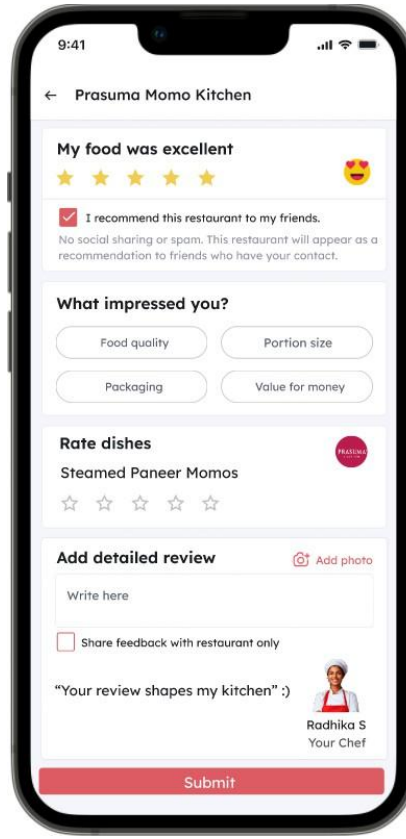 9:41
Prasuma Momo Kitchen
My food was excellent
I recommend this restaurant to my friends.
No social sharing or spam. This restaurant will appear as a
recommendation to friends who have your contact.
What impressed you?
Food quality
Portion size
Packaging
Value for money
Rate dishes
PRASUMA
Steamed Paneer Momos
Add detailed review
Add photo
Write here
Share feedback with restaurant only
“Your review shapes my kitchen” :)
Radhika S
Your Chef
Submit